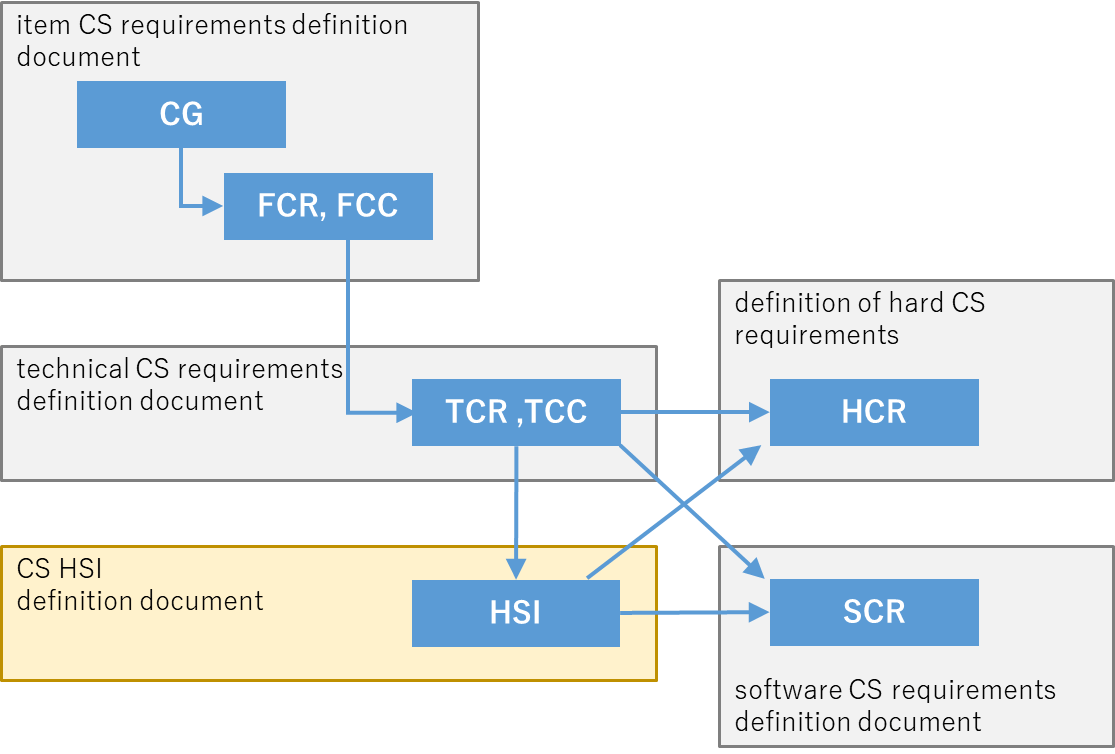 item CS requirements definition
document
CG
FCR, FCC
technical CS requirements
definition document
TCR ,TCC
definition of hard CS
requirements
HCR
CS HSI
definition document
HSI
SCR
software CS requirements
definition document